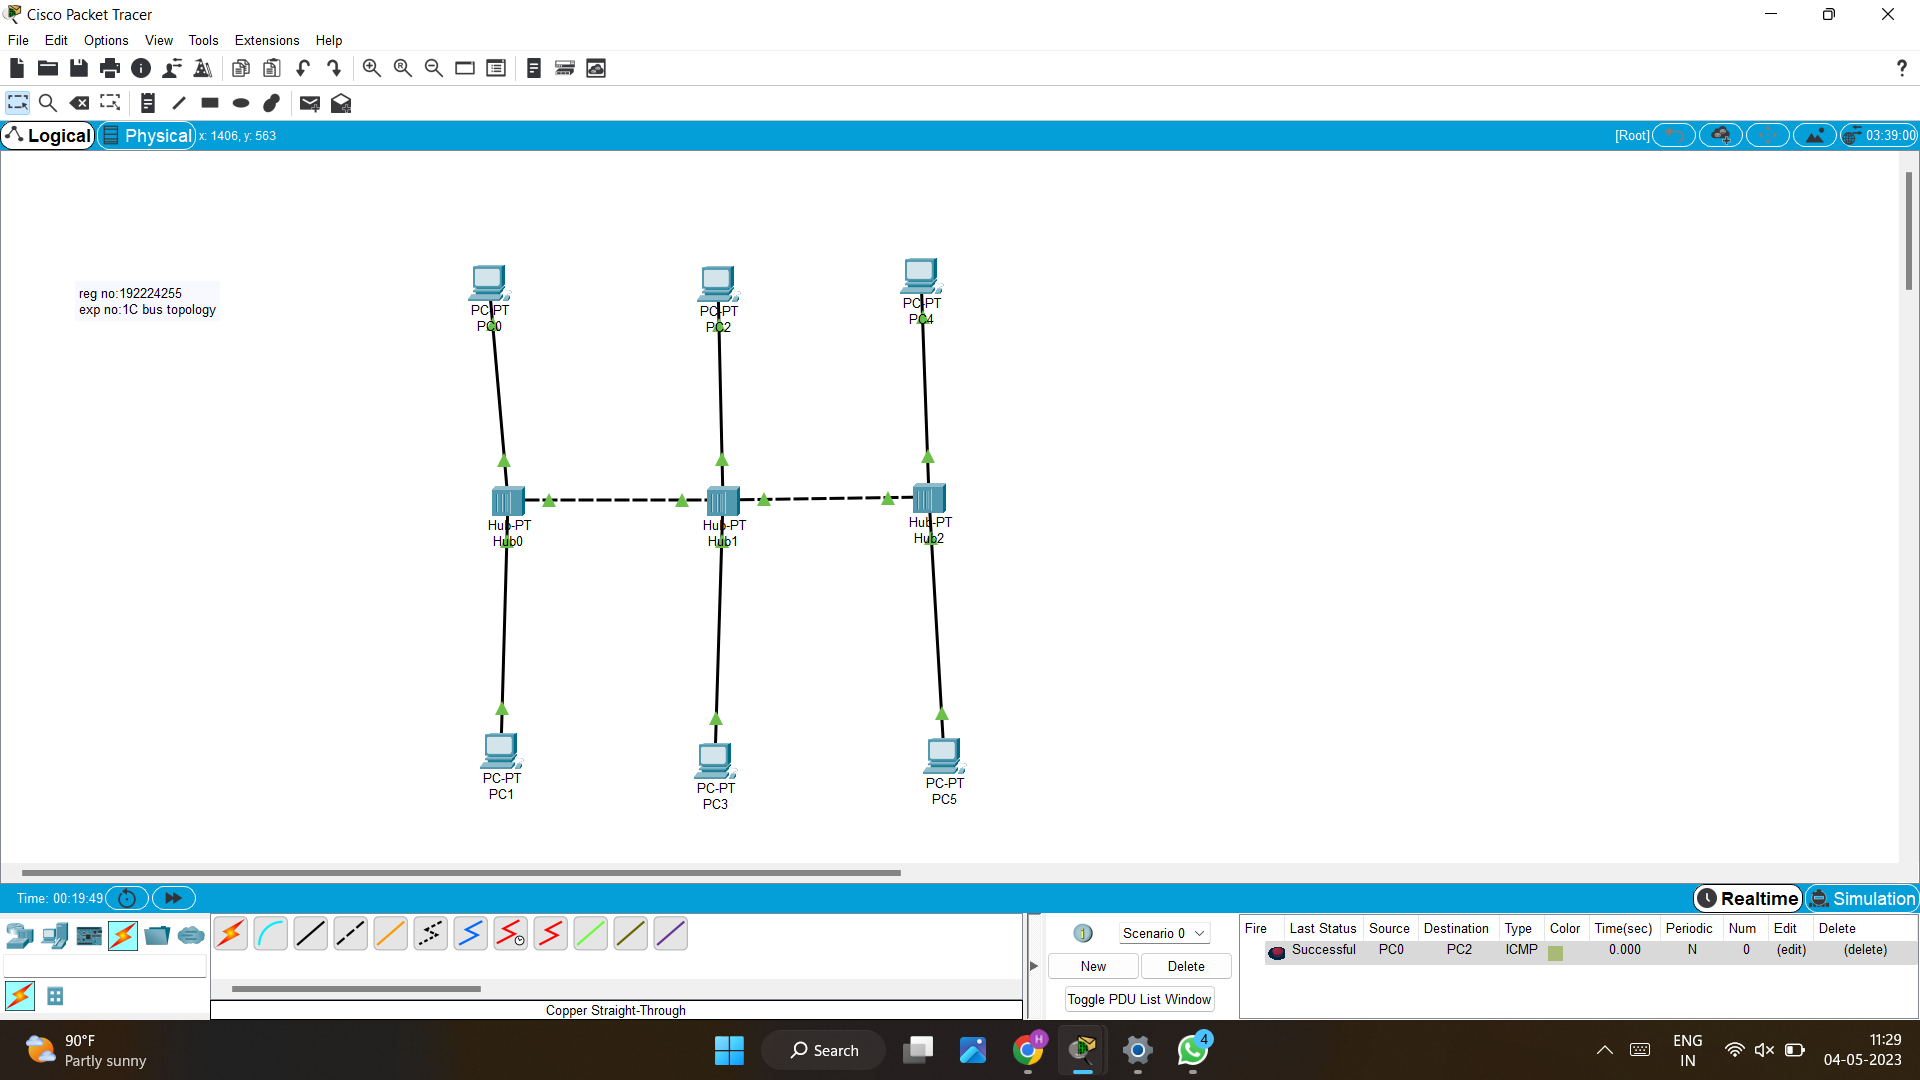 Cisco Packet Tracer
File Edit Options View Tools Extensions Help
?
Logical Physical x: 1406, y: 563 [Root] 03:39:00
reg no:192224255
exp no:1C bus topology
PC-PT
PC0
PC-PT
PC2
PC-PT
PC4
Hub-PT
Hub0
Hub-PT
Hub1
Hub-PT
Hub2
PC-PT
PC1
PC-PT
PC3
PC-PT
PC5
Time: 00:19:49 Realtime Simulation
Scenario 0
New Delete
Toggle PDU List Window
Fire Last Status Source Destination Type Color Time(sec) Periodic Num Edit Delete
Successful PC0 PC2 ICMP 0.000 N 0 (edit) (delete)
Copper Straight-Through
90°F
Partly sunny
Search
H
4
ENG
IN
11:29
04-05-2023